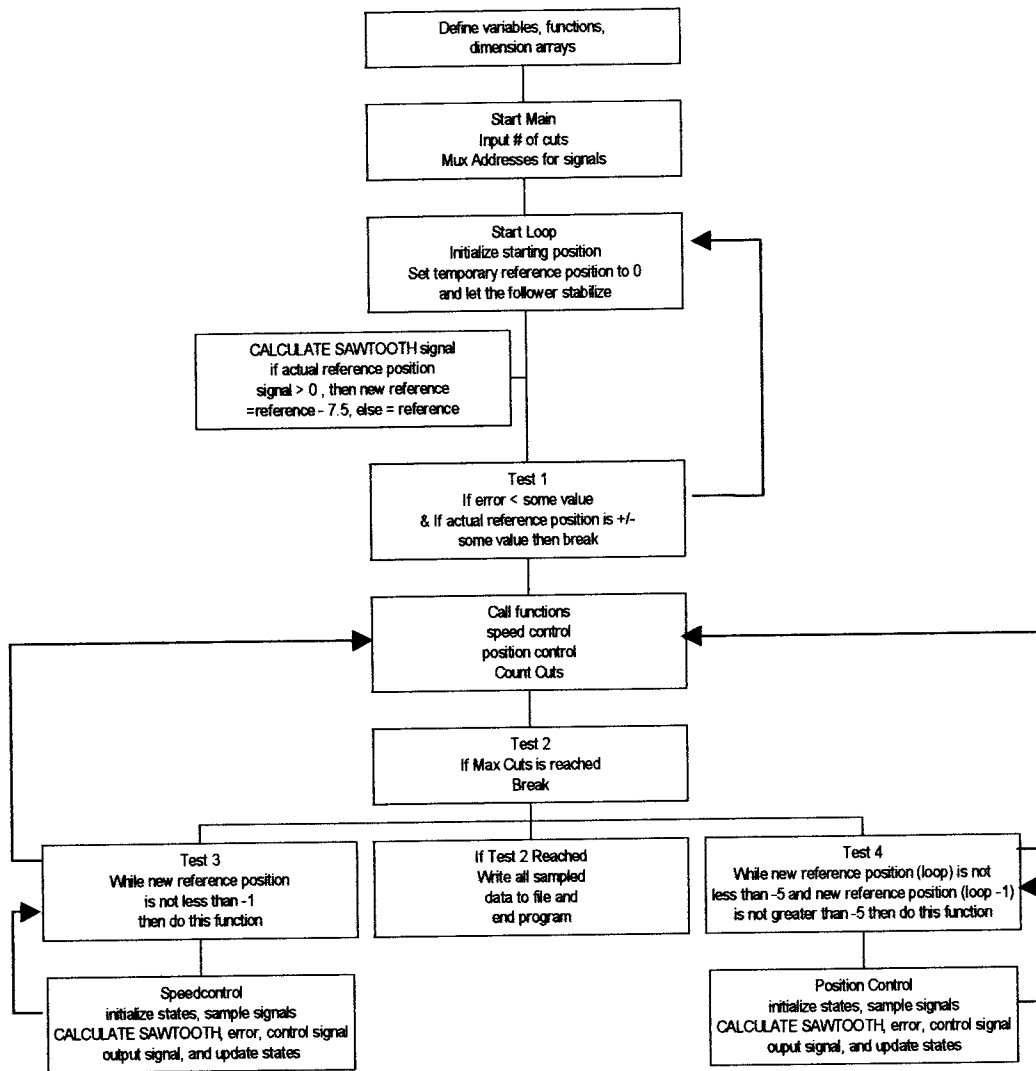 Define variables, functions,
dimension arrays
Start Main
Input # of cuts
Mux Addresses for signals
Start Loop
Initialize starting position
Set temporary reference position to 0
and let the follower stabilize
CALCULATE SAWTOOTH signal
if actual reference position
signal > 0 , then new reference
=reference - 7.5, else = reference
Test 1
If error < some value
& If actual reference position is +/-
some value then break
Call functions
speed control
position control
Count Cuts
Test 2
If Max Cuts is reached
Break
Test 3
While new reference position
is not less than -1
then do this function
If Test 2 Reached
Write all sampled
data to file and
end program
Test 4
While new reference position (loop) is not
less than -5 and new reference position (loop -1)
is not greater than -5 then do this function
Speedcontrol
initialize states, sample signals
CALCULATE SAWTOOTH, error, control signal
output signal, and update states
Position Control
initialize states, sample signals
CALCULATE SAWTOOTH, error, control signal
ouput signal, and update states